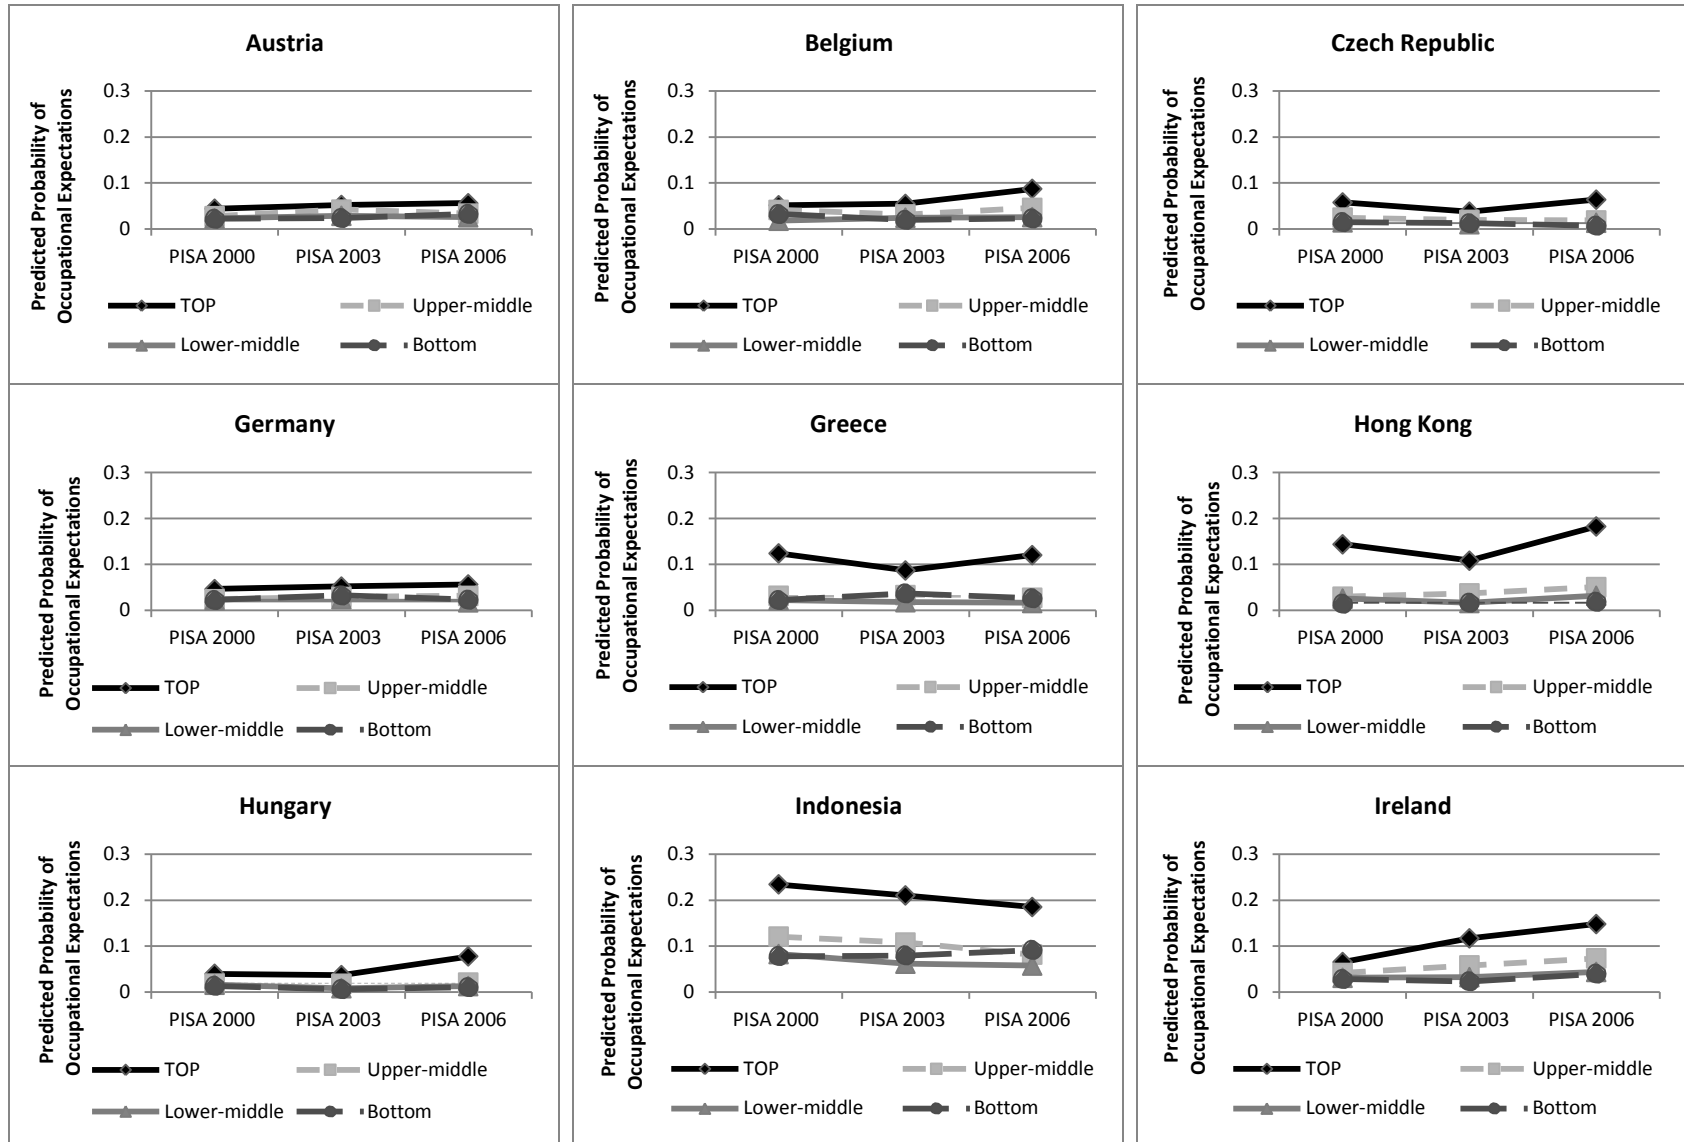 Austria
Predicted Probability of
Occupational Expectations
0.3
0.2
0.1
0
PISA 2000 PISA 2003 PISA 2006
TOP Upper-middle
Lower-middle Bottom
Belgium
Predicted Probability of
Occupational Expectations
0.3
0.2
0.1
0
PISA 2000 PISA 2003 PISA 2006
TOP Upper-middle
Lower-middle Bottom
Czech Republic
Predicted Probability of
Occupational Expectations
0.3
0.2
0.1
0
PISA 2000 PISA 2003 PISA 2006
TOP Upper-middle
Lower-middle Bottom
Germany
Predicted Probability of
Occupational Expectations
0.3
0.2
0.1
0
PISA 2000 PISA 2003 PISA 2006
TOP Upper-middle
Lower-middle Bottom
Greece
Predicted Probability of
Occupational Expectations
0.3
0.2
0.1
0
PISA 2000 PISA 2003 PISA 2006
TOP Upper-middle
Lower-middle Bottom
Hong Kong
Predicted Probability of
Occupational Expectations
0.3
0.2
0.1
0
PISA 2000 PISA 2003 PISA 2006
TOP Upper-middle
Lower-middle Bottom
Hungary
Predicted Probability of
Occupational Expectations
0.3
0.2
0.1
0
PISA 2000 PISA 2003 PISA 2006
TOP Upper-middle
Lower-middle Bottom
Indonesia
Predicted Probability of
Occupational Expectations
0.3
0.2
0.1
0
PISA 2000 PISA 2003 PISA 2006
TOP Upper-middle
Lower-middle Bottom
Ireland
Predicted Probability of
Occupational Expectations
0.3
0.2
0.1
0
PISA 2000 PISA 2003 PISA 2006
TOP Upper-middle
Lower-middle Bottom